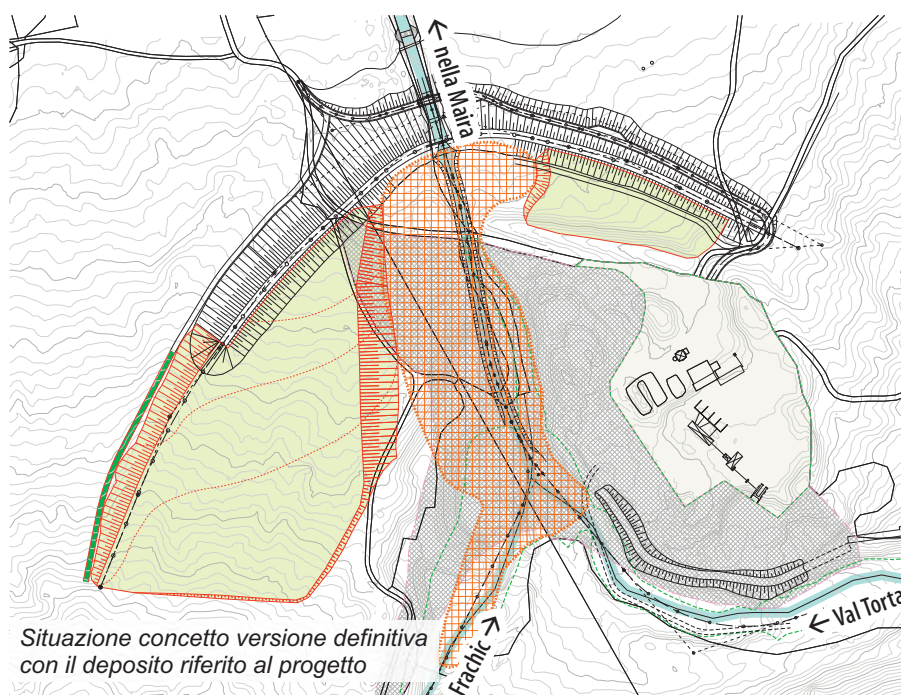 ← nella Maira
← Val Torta
Frachic →
Situazione concetto versione definitiva
con il deposito riferito al progetto